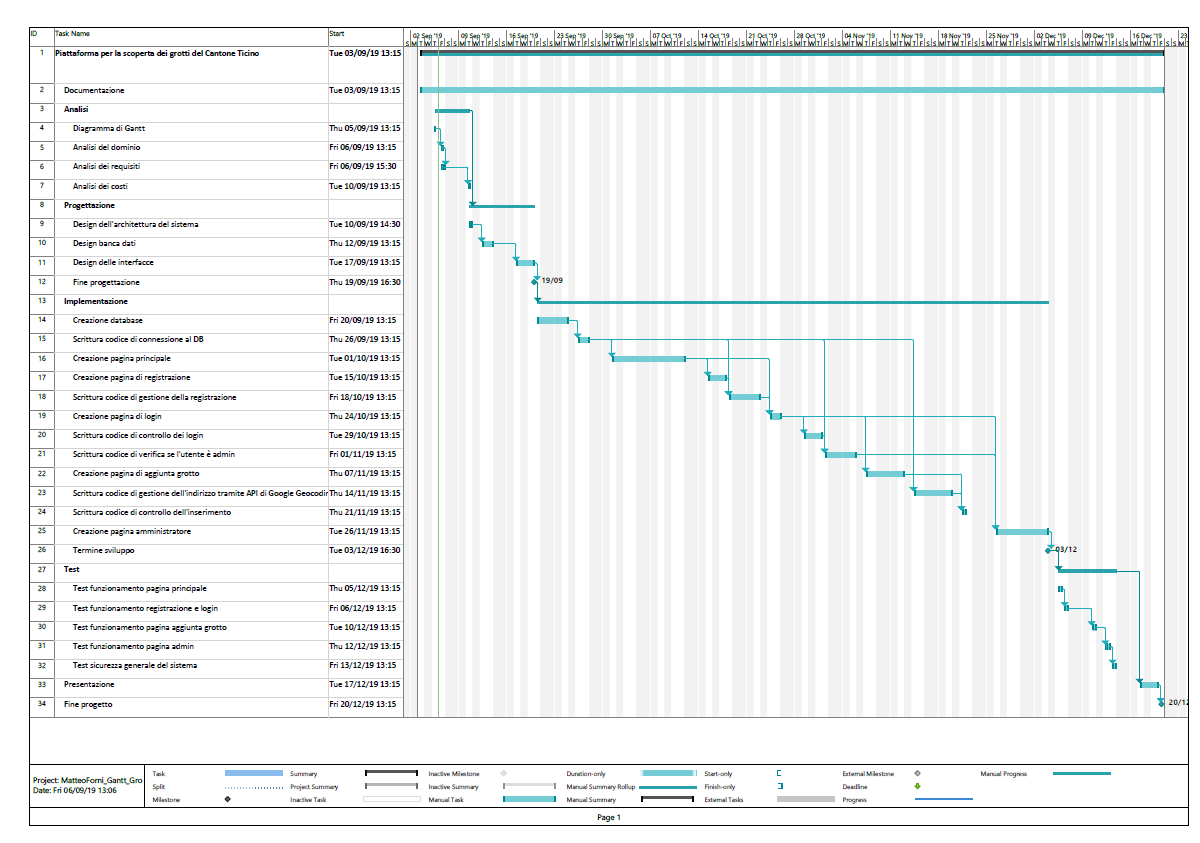 ID Task Name Start 02 Sep '19 09 Sep '19 16 Sep '19 23 Sep '19 30 Sep '19 07 Oct '19 14 Oct '19 21 Oct '19 28 Oct '19 04 Nov '19 11 Nov '19 18 Nov '19 25 Nov '19 02 Dec '19 09 Dec '19 16 Dec '19 23
S M T W T F S S M T W T F S S M T W T F S S M T W T F S S M T W T F S S M T W T F S S M T W T F S S M T W T F S S M T W T F S S M T W T F S S M T W T F S S M T W T F S S M T W T F S S M T W T F S S M T W T F S S M
1 Piattaforma per la scoperta dei grotti del Cantone Ticino Tue 03/09/19 13:15
2 Documentazione Tue 03/09/19 13:15
3 Analisi
4 Diagramma di Gantt Thu 05/09/19 13:15
5 Analisi del dominio Fri 06/09/19 13:15
6 Analisi dei requisiti Fri 06/09/19 15:30
7 Analisi dei costi Tue 10/09/19 13:15
8 Progettazione
9 Design dell'architettura del sistema Tue 10/09/19 14:30
10 Design banca dati Thu 12/09/19 13:15
11 Design delle interfacce Tue 17/09/19 13:15
12 Fine progettazione Thu 19/09/19 16:30 19/09
13 Implementazione
14 Creazione database Fri 20/09/19 13:15
15 Scrittura codice di connessione al DB Thu 26/09/19 13:15
16 Creazione pagina principale Tue 01/10/19 13:15
17 Creazione pagina di registrazione Tue 15/10/19 13:15
18 Scrittura codice di gestione della registrazione Fri 18/10/19 13:15
19 Creazione pagina di login Thu 24/10/19 13:15
20 Scrittura codice di controllo dei login Tue 29/10/19 13:15
21 Scrittura codice di verifica se l'utente è admin Fri 01/11/19 13:15
22 Creazione pagina di aggiunta grotto Thu 07/11/19 13:15
23 Scrittura codice di gestione dell'indirizzo tramite API di Google Geocodin Thu 14/11/19 13:15
24 Scrittura codice di controllo dell'inserimento Thu 21/11/19 13:15
25 Creazione pagina amministratore Tue 26/11/19 13:15
26 Termine sviluppo Tue 03/12/19 16:30 03/12
27 Test
28 Test funzionamento pagina principale Thu 05/12/19 13:15
29 Test funzionamento registrazione e login Fri 06/12/19 13:15
30 Test funzionamento pagina aggiunta grotto Tue 10/12/19 13:15
31 Test funzionamento pagina admin Thu 12/12/19 13:15
32 Test sicurezza generale del sistema Fri 13/12/19 13:15
33 Presentazione Tue 17/12/19 13:15
34 Fine progetto Fri 20/12/19 13:15 20/12
Project: MatteoForni_Gantt_Gro
Date: Fri 06/09/19 13:06
Task Summary Inactive Milestone Duration-only Start-only External Milestone Manual Progress
Split Project Summary Inactive Summary Manual Summary Rollup Finish-only Deadline
Milestone Inactive Task Manual Task Manual Summary External Tasks Progress
Page 1